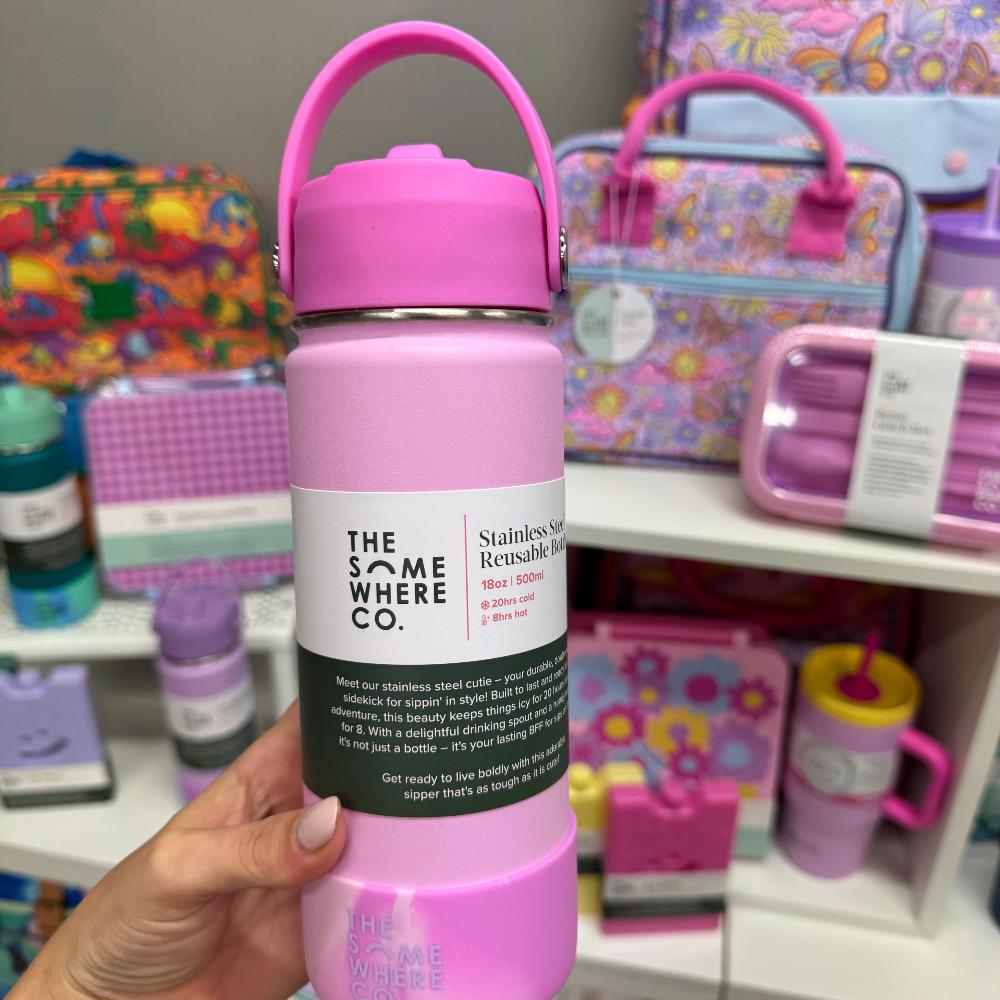 THE
SOME
WHERE
CO.
Stainless
Reusable
18oz | 500ml
20hrs cold
8hrs hot
Meet our stainless steel cutie – your durable,
sidekick for sippin' in style! Built to last and
adventure, this beauty keeps things icy for 20
for 8. With a delightful drinking spout and a
it's not just a bottle – it's your lasting BFF for
Get ready to live boldly with this
sipper that's as tough as it is cute!
THE
SOME
WHERE
CO.